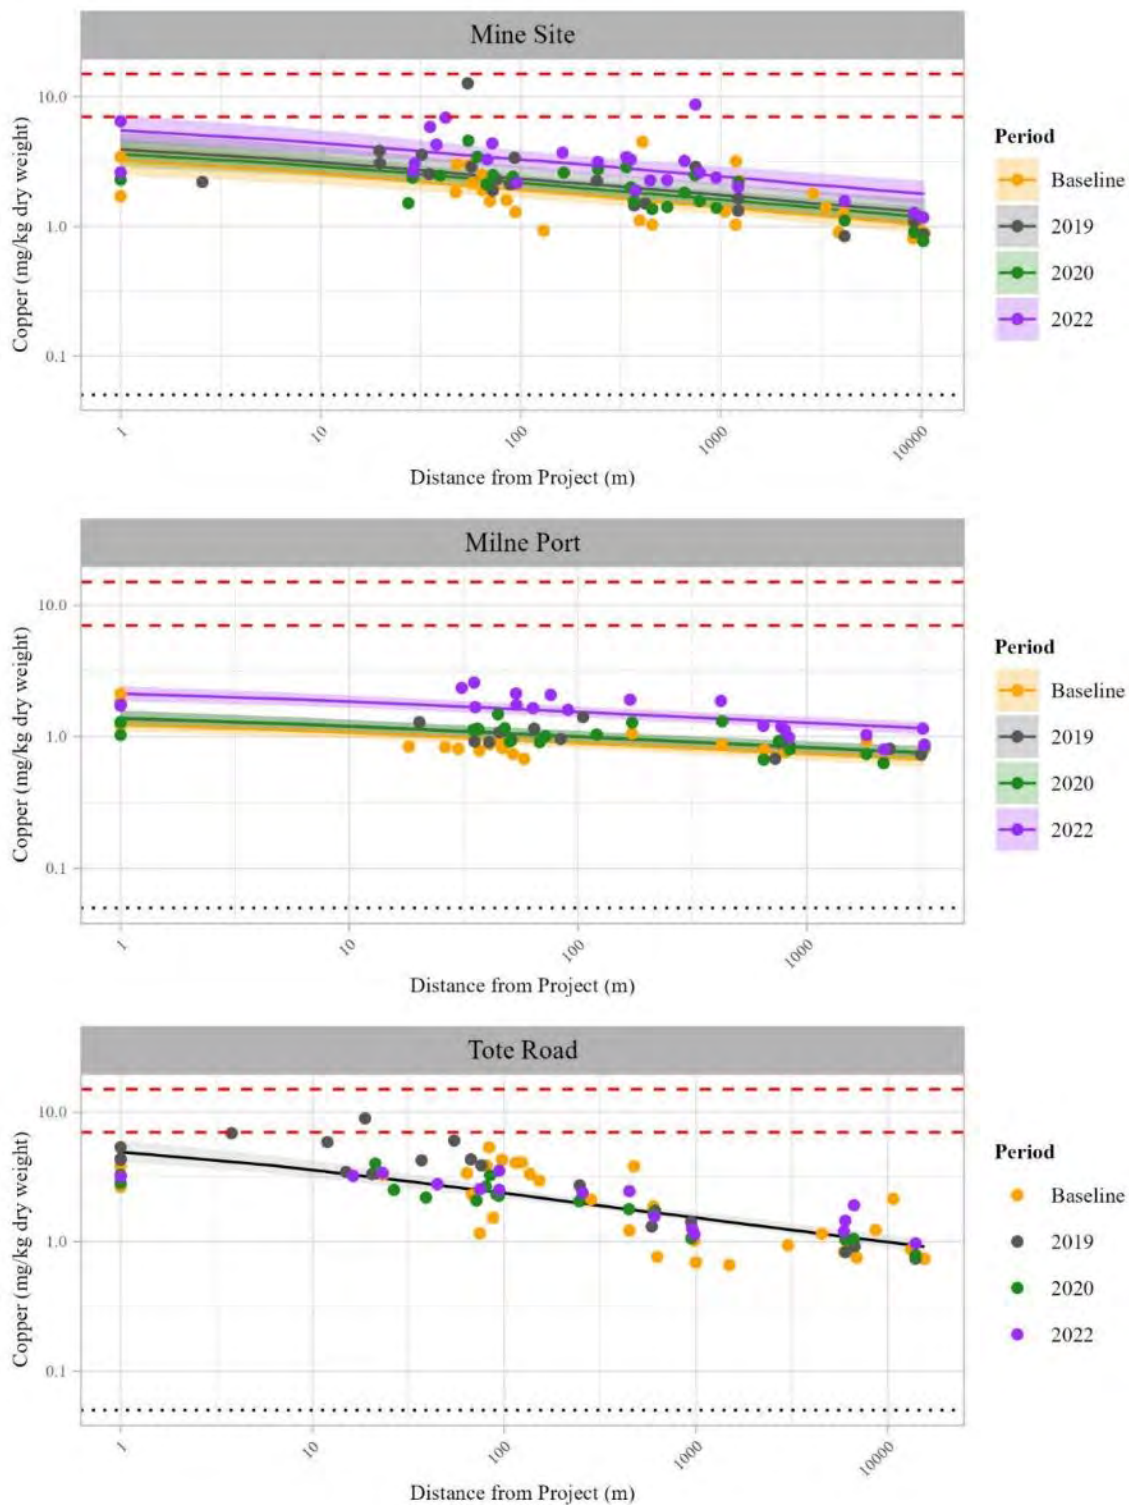 Mine Site
Copper (mg/kg dry weight)
10.0
1.0
0.1
1
10
100
1000
10000
Distance from Project (m)
Period
Baseline
2019
2020
2022
Milne Port
Copper (mg/kg dry weight)
10.0
1.0
0.1
1
10
100
1000
Distance from Project (m)
Period
Baseline
2019
2020
2022
Tote Road
Copper (mg/kg dry weight)
10.0
1.0
0.1
1
10
100
1000
10000
Distance from Project (m)
Period
Baseline
2019
2020
2022